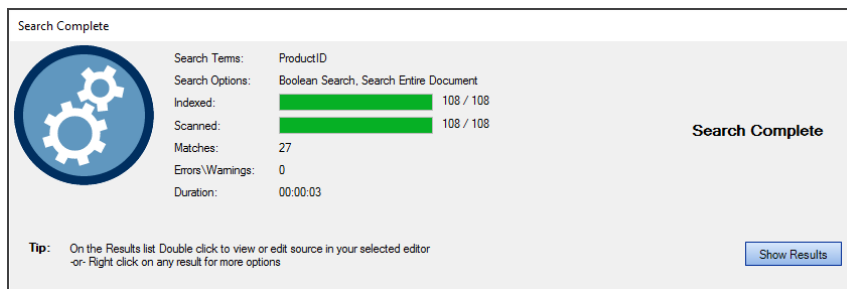 Search Complete
Search Terms: ProductID
Search Options: Boolean Search, Search Entire Document
Indexed: 108 / 108
Scanned: 108 / 108
Matches: 27
Errors\Warnings: 0
Duration: 00:00:03
Search Complete
Tip: On the Results list Double click to view or edit source in your selected editor
-or- Right click on any result for more options
Show Results